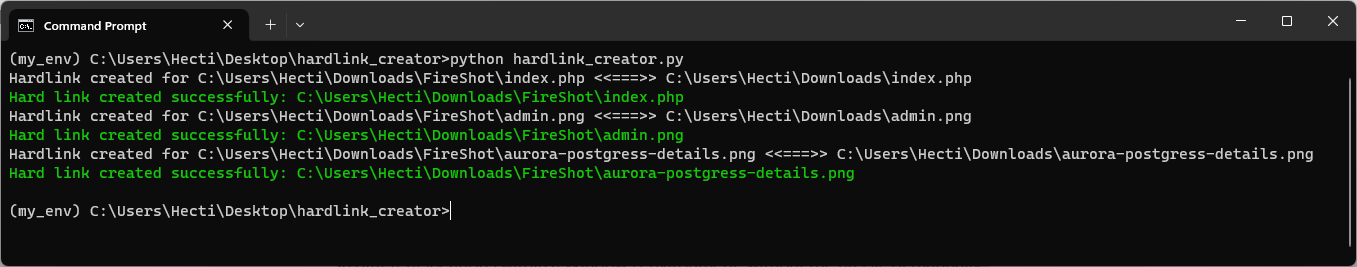 Command Prompt
(my_env) C:\Users\Hecti\Desktop\hardlink_creator>python hardlink_creator.py
Hardlink created for C:\Users\Hecti\Downloads\FireShot\index.php <<===>> C:\Users\Hecti\Downloads\index.php
Hard link created successfully: C:\Users\Hecti\Downloads\FireShot\index.php
Hardlink created for C:\Users\Hecti\Downloads\FireShot\admin.png <<===>> C:\Users\Hecti\Downloads\admin.png
Hard link created successfully: C:\Users\Hecti\Downloads\FireShot\admin.png
Hardlink created for C:\Users\Hecti\Downloads\FireShot\aurora-postgress-details.png <<===>> C:\Users\Hecti\Downloads\aurora-postgress-details.png
Hard link created successfully: C:\Users\Hecti\Downloads\FireShot\aurora-postgress-details.png
(my_env) C:\Users\Hecti\Desktop\hardlink_creator>